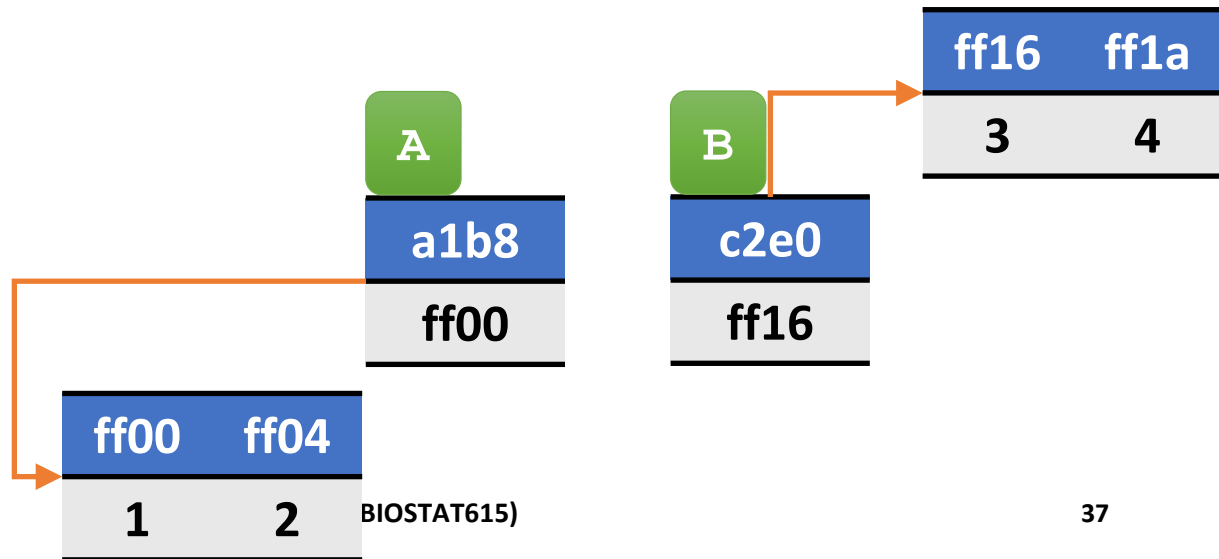 ff16 ff1a
3 4
A
B
a1b8
c2e0
ff00
ff16
ff00 ff04
1 2
BIOSTAT615)
37